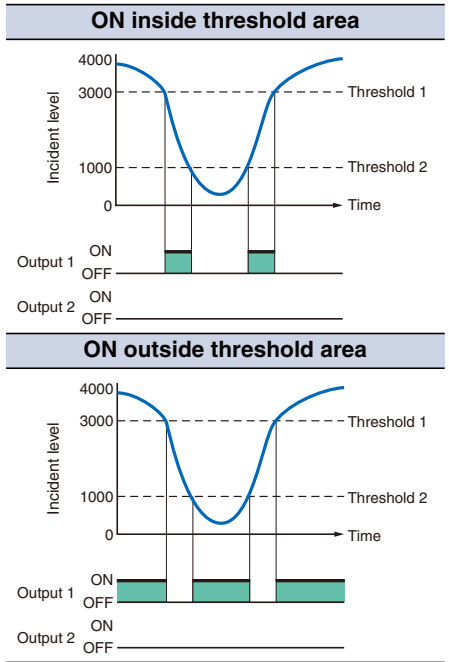 ON inside threshold area
Incident level
4000
3000
1000
0
Threshold 1
Threshold 2
Time
Output 1
ON
OFF
Output 2
ON
OFF
ON outside threshold area
Incident level
4000
3000
1000
0
Threshold 1
Threshold 2
Time
Output 1
ON
OFF
Output 2
ON
OFF